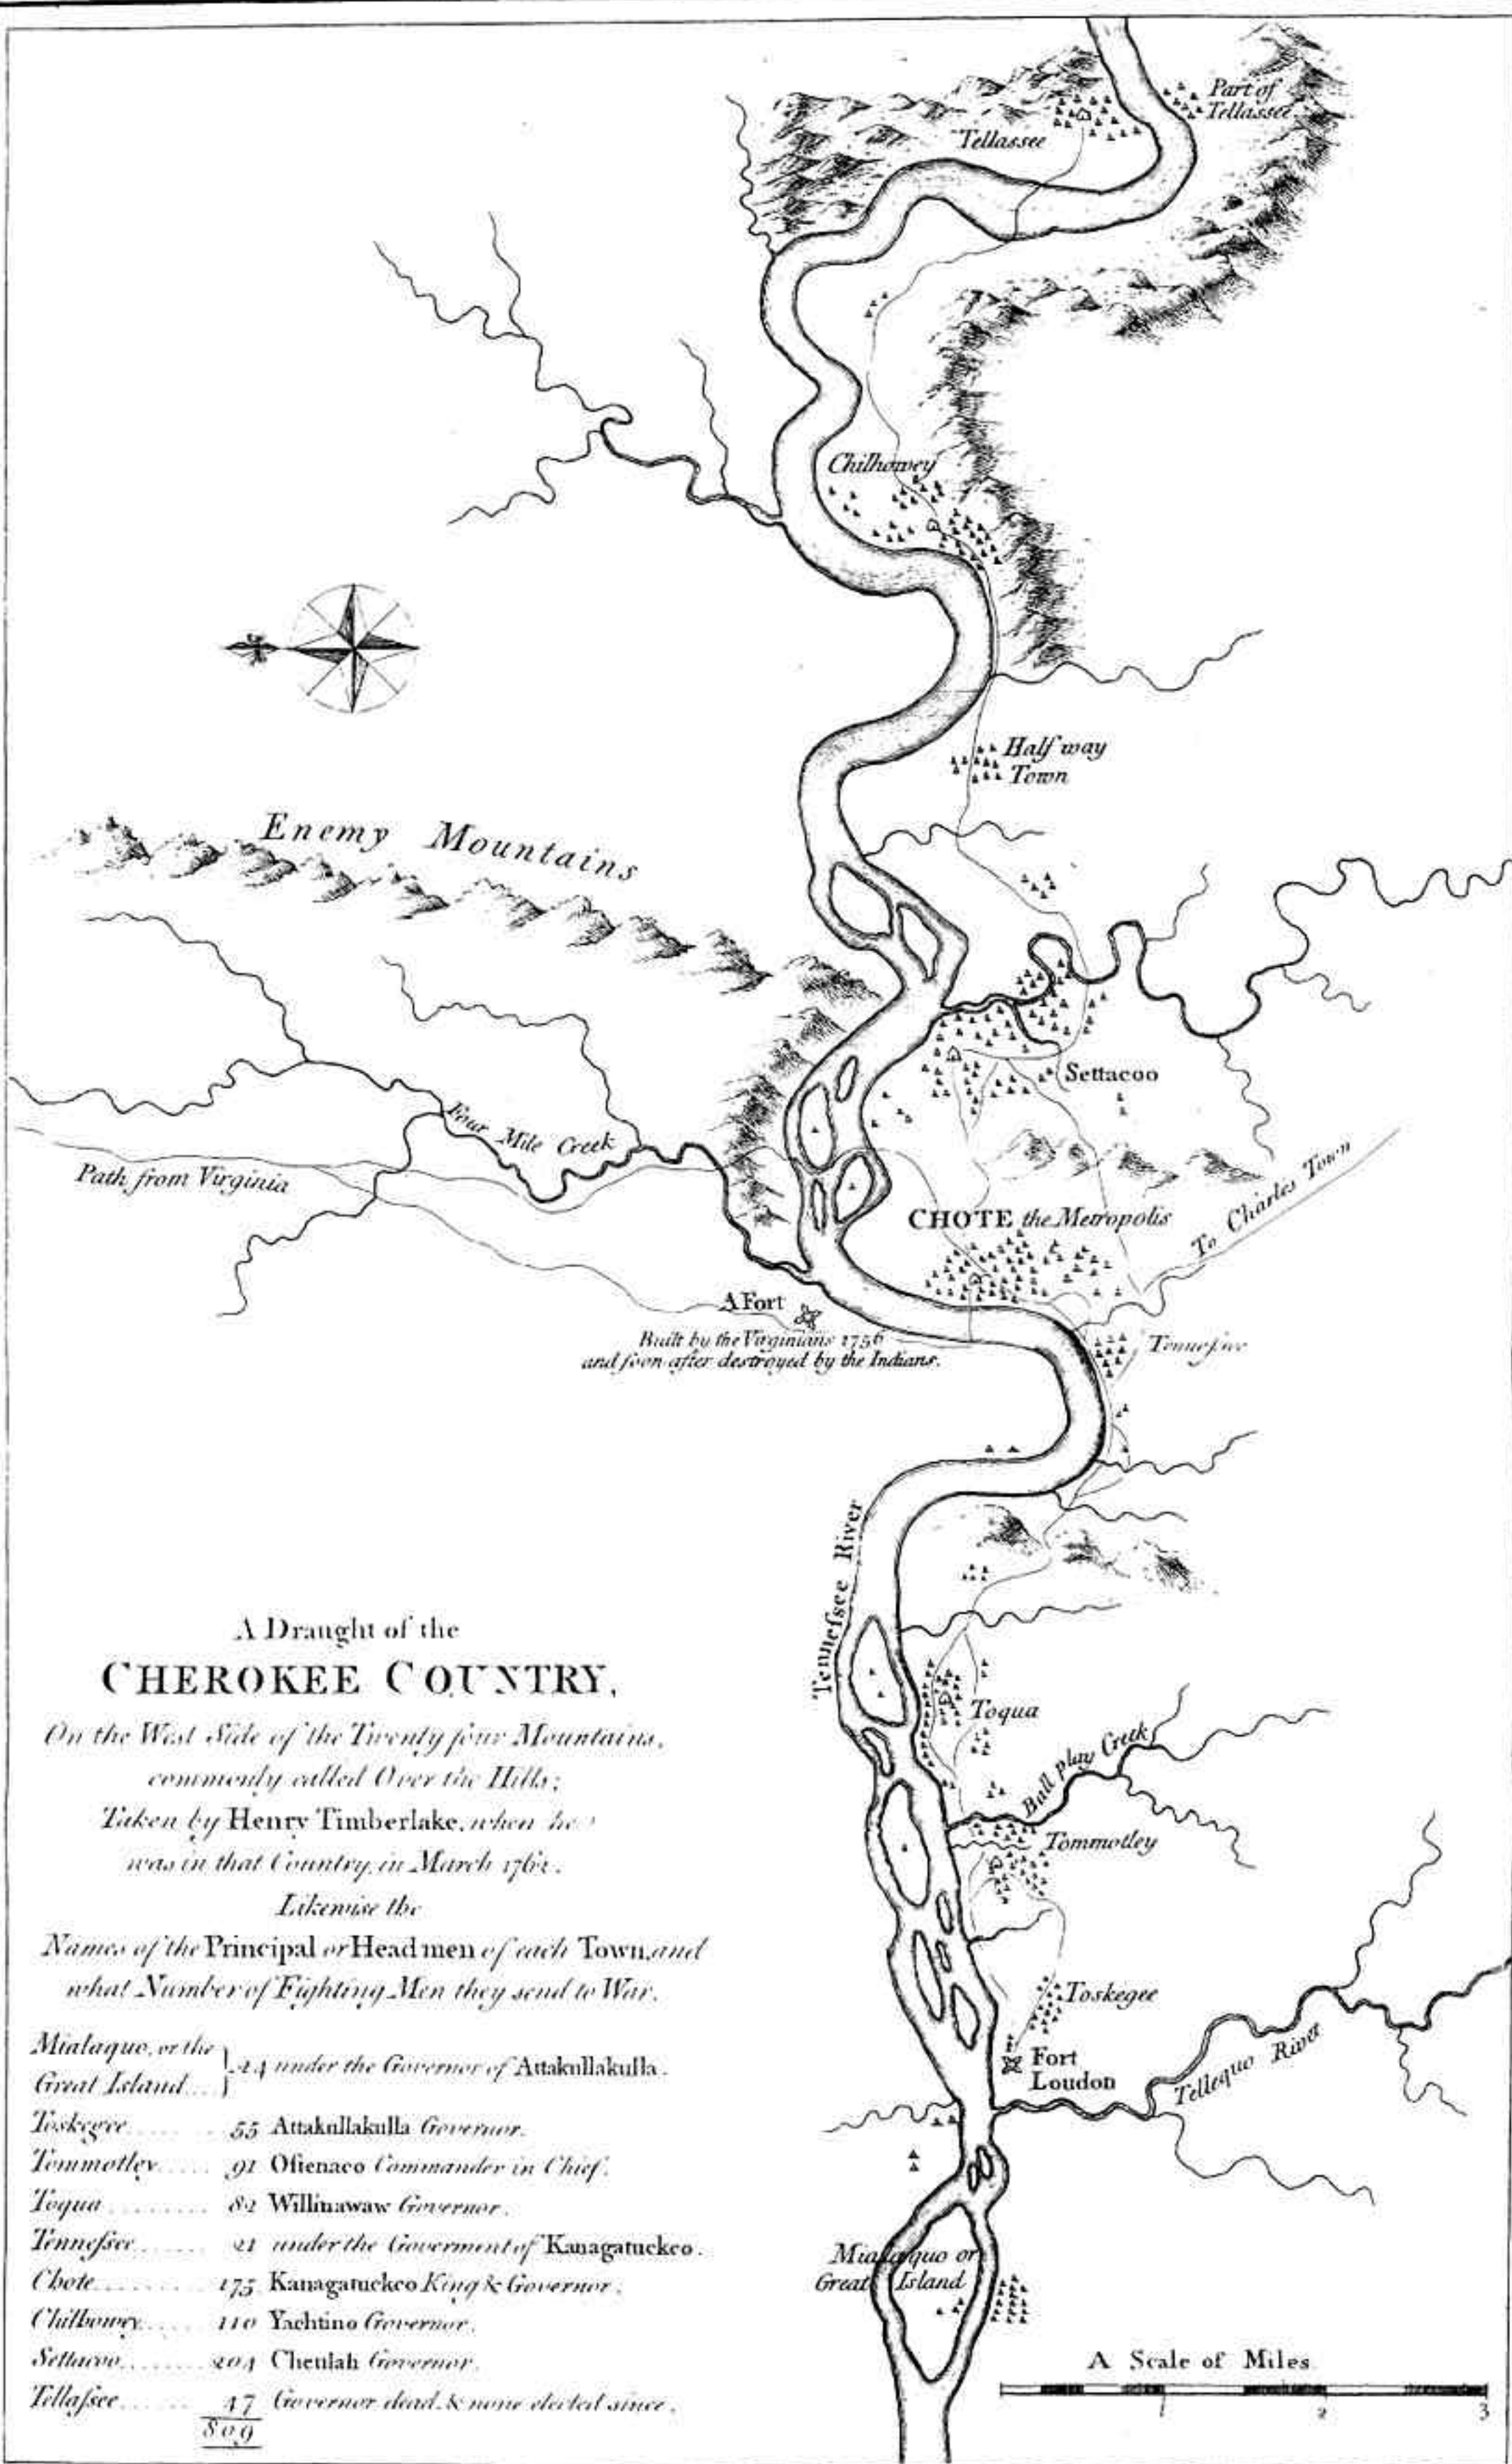 Part of
Tellassee
Tellassee
Chilhowey
Half way
Town
Enemy Mountains
Settacoo
Four Mile Creek
Path from Virginia
CHOTE the Metropolis
To Charles Town
A Fort
Built by the Virginians 1756
and soon after destroyed by the Indians.
Tennessee
Tennessee River
Toqua
Ball play Creek
Tommotley
Toskegee
Fort
Loudon
Tellequo River
Mialaquo or
Great Island
A Draught of the
CHEROKEE COUNTRY,
On the West Side of the Twenty four Mountains,
commonly called Over the Hills;
Taken by Henry Timberlake, when he
was in that Country, in March 1762.
Likewise the
Names of the Principal or Headmen of each Town, and
what Number of Fighting Men they send to War.
Mialaquo, or the
Great Island } 24 under the Governor of Attakullakulla.
Toskegee 55 Attakullakulla Governor.
Tommotley 91 Ostenaco Commander in Chief.
Toqua 82 Willinawaw Governor.
Tennessee 21 under the Goverment of Kanagatuckco.
Chote 175 Kanagatuckco King & Governor.
Chilhowey 110 Yachtino Governor.
Settacoo 204 Cheulah Governor.
Tellassee 47 Governor dead, & none elected since.
809
A Scale of Miles
1 2 3